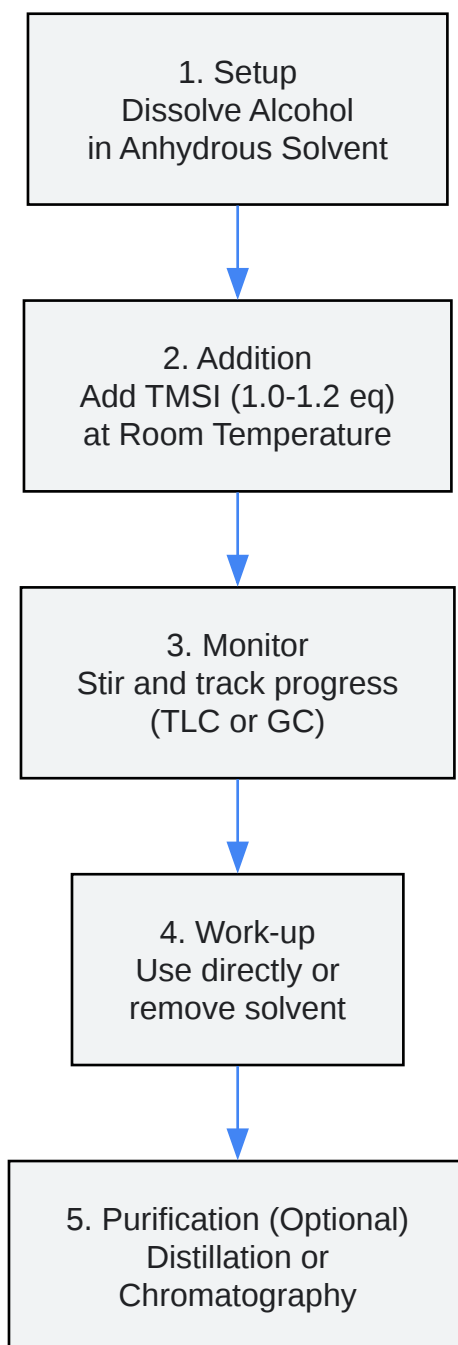 1. Setup
Dissolve Alcohol
in Anhydrous Solvent
2. Addition
Add TMSI (1.0-1.2 eq)
at Room Temperature
3. Monitor
Stir and track progress
(TLC or GC)
4. Work-up
Use directly or
remove solvent
5. Purification (Optional)
Distillation or
Chromatography